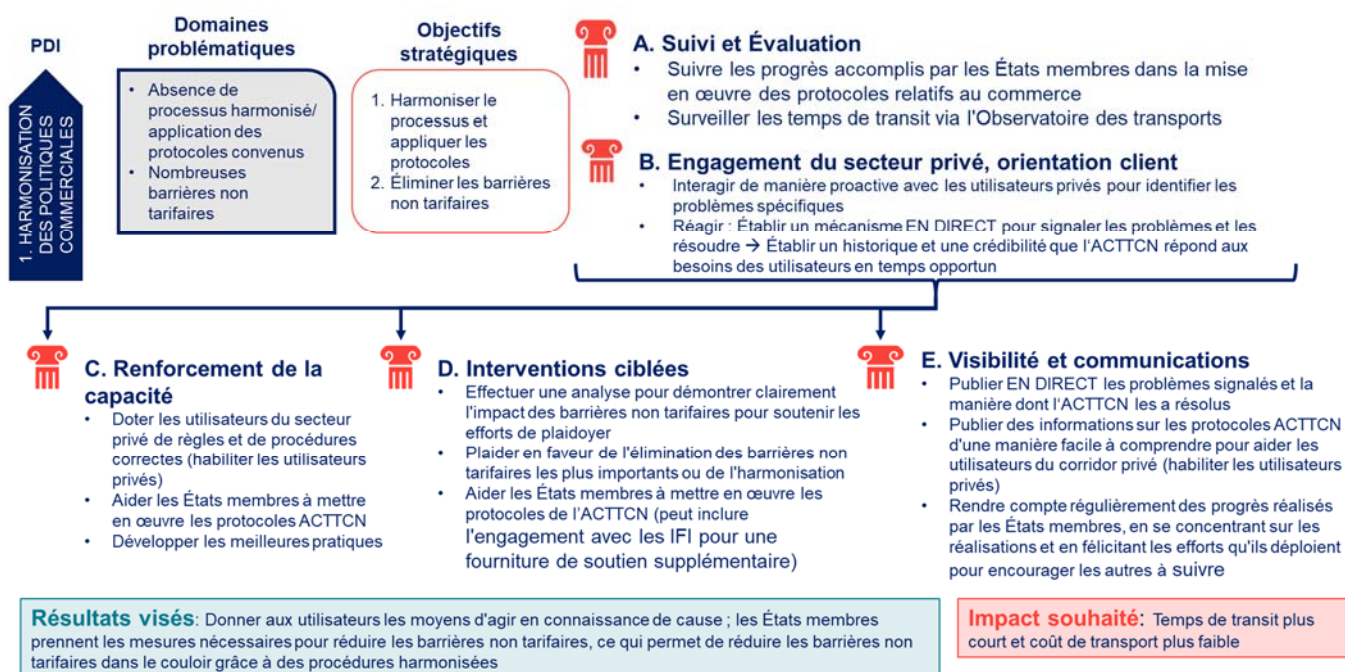 PDI
1. HARMONISATION
DES POLITIQUES
COMMERCIALES
Domaines
problématiques
• Absence de
processus harmonisé/
application des
protocoles convenus
• Nombreuses
barrières non
tarifaires
Objectifs
stratégiques
1. Harmoniser le
processus et
appliquer les
protocoles
2. Éliminer les barrières
non tarifaires
A. Suivi et Évaluation
• Suivre les progrès accomplis par les États membres dans la mise
en œuvre des protocoles relatifs au commerce
• Surveiller les temps de transit via l'Observatoire des transports
B. Engagement du secteur privé, orientation client
• Interagir de manière proactive avec les utilisateurs privés pour identifier les
problèmes spécifiques
• Réagir : Établir un mécanisme EN DIRECT pour signaler les problèmes et les
résoudre → Établir un historique et une crédibilité que l'ACTTCN répond aux
besoins des utilisateurs en temps opportun
C. Renforcement de la
capacité
• Doter les utilisateurs du secteur
privé de règles et de procédures
correctes (habiliter les utilisateurs
privés)
• Aider les États membres à mettre
en œuvre les protocoles ACTTCN
• Développer les meilleures pratiques
D. Interventions ciblées
• Effectuer une analyse pour démontrer clairement
l'impact des barrières non tarifaires pour soutenir les
efforts de plaidoyer
• Plaider en faveur de l'élimination des barrières non
tarifaires les plus importants ou de l'harmonisation
• Aider les États membres à mettre en œuvre les
protocoles de l'ACTTCN (peut inclure
l'engagement avec les IFI pour une
fourniture de soutien supplémentaire)
E. Visibilité et communications
• Publier EN DIRECT les problèmes signalés et la
manière dont l'ACTTCN les a résolus
• Publier des informations sur les protocoles ACTTCN
d'une manière facile à comprendre pour aider les
utilisateurs du corridor privé (habiliter les utilisateurs
privés)
• Rendre compte régulièrement des progrès réalisés
par les États membres, en se concentrant sur les
réalisations et en félicitant les efforts qu'ils déploient
pour encourager les autres à suivre
Résultats visés: Donner aux utilisateurs les moyens d'agir en connaissance de cause ; les États membres
prennent les mesures nécessaires pour réduire les barrières non tarifaires, ce qui permet de réduire les barrières non
tarifaires dans le couloir grâce à des procédures harmonisées
Impact souhaité: Temps de transit plus
court et coût de transport plus faible